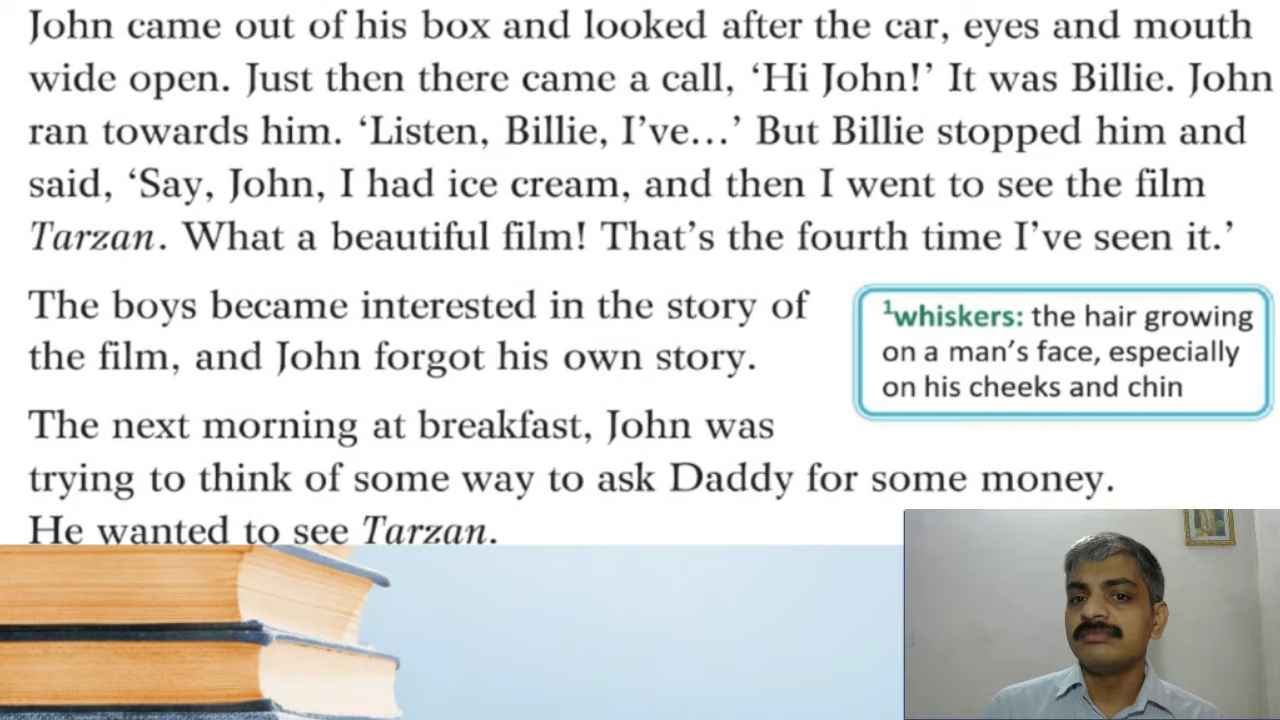 John came out of his box and looked after the car, eyes and mouth
wide open. Just then there came a call, ‘Hi John!’ It was Billie. John
ran towards him. ‘Listen, Billie, I’ve...’ But Billie stopped him and
said, ‘Say, John, I had ice cream, and then I went to see the film
Tarzan. What a beautiful film! That’s the fourth time I’ve seen it.’
The boys became interested in the story of
the film, and John forgot his own story.
The next morning at breakfast, John was
trying to think of some way to ask Daddy for some money.
He wanted to see Tarzan.
¹whiskers: the hair growing
on a man’s face, especially
on his cheeks and chin